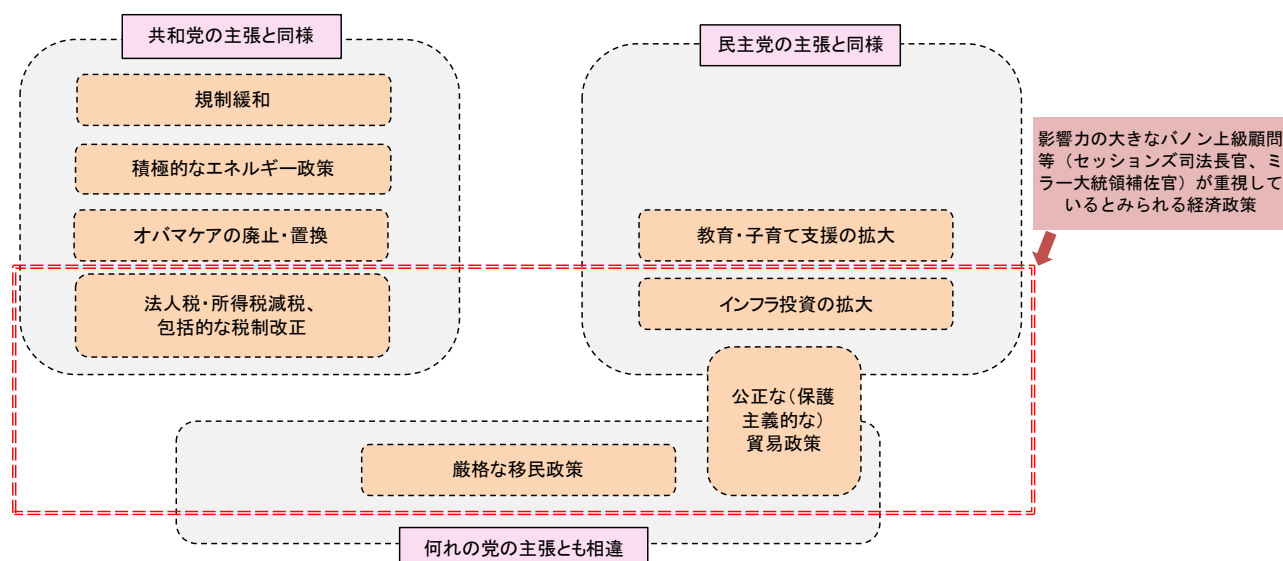 共和党の主張と同様
規制緩和
積極的なエネルギー政策
オバマケアの廃止・置換
法人税・所得税減税、
包括的な税制改正
民主党の主張と同様
教育・子育て支援の拡大
インフラ投資の拡大
公正な（保護
主義的な）
貿易政策
厳格な移民政策
何れの党の主張とも相違
影響力の大きなバノン上級顧問
等（セッションズ司法長官、ミ
ラー大統領補佐官）が重視して
いるとみられる経済政策